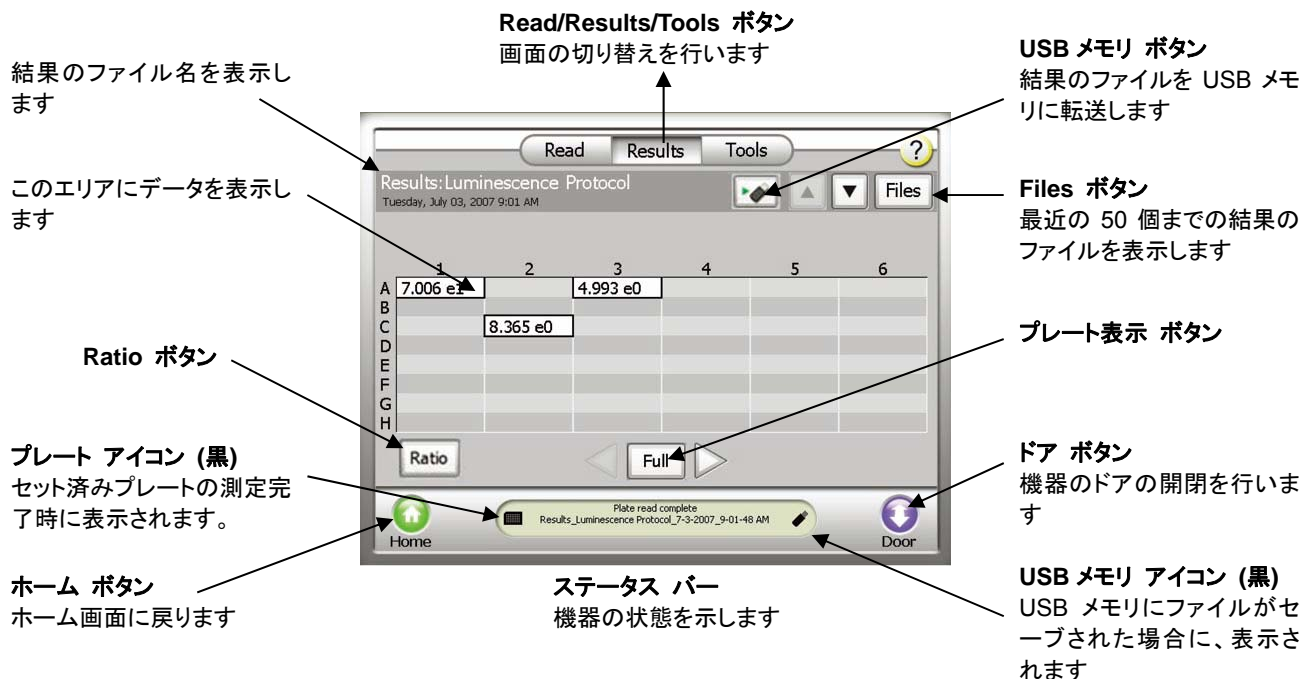 Read/Results/Tools ボタン
画面の切り替えを行います
結果のファイル名を表示し
ます
このエリアにデータを表示し
ます
Ratio ボタン
プレート アイコン (黒)
セット済みプレートの測定完
了時に表示されます。
ホーム ボタン
ホーム画面に戻ります
Read Results Tools ?
Results:Luminescence Protocol
Tuesday, July 03, 2007 9:01 AM
Files
1 2 3 4 5 6
A 7.006 e1 4.993 e0
B
C 8.365 e0
D
E
F
G
H
Ratio Full
Plate read complete
Results_Luminescence Protocol_7-3-2007_9-01-48 AM
Home Door
ステータス バー
機器の状態を示します
USB メモリ ボタン
結果のファイルを USB メモ
リに転送します
Files ボタン
最近の 50 個までの結果の
ファイルを表示します
プレート表示 ボタン
ドア ボタン
機器のドアの開閉を行いま
す
USB メモリ アイコン (黒)
USB メモリにファイルがセ
ーブされた場合に、表示さ
れます